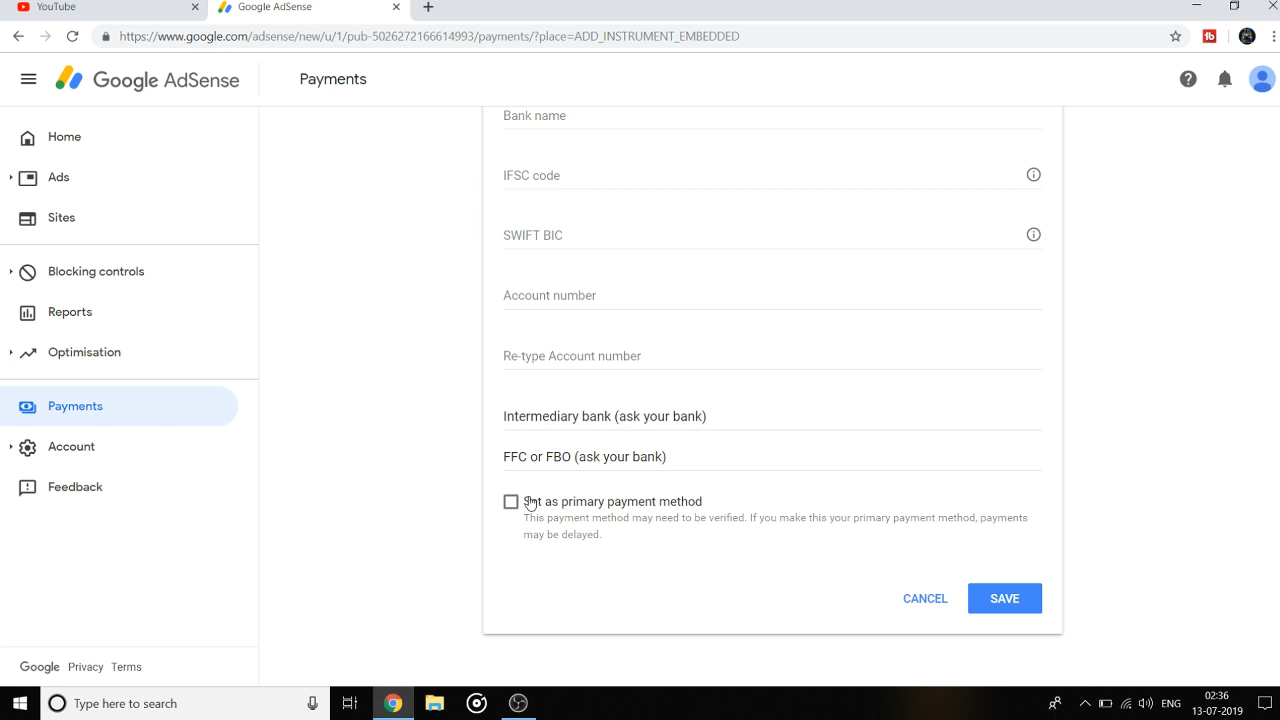 YouTube
Google AdSense
https://www.google.com/adsense/new/u/1/pub-5026272166614993/payments/?place=ADD_INSTRUMENT_EMBEDDED
Google AdSense
Payments
Home
Ads
Sites
Blocking controls
Reports
Optimisation
Payments
Account
Feedback
Google Privacy Terms
Bank name
IFSC code
SWIFT BIC
Account number
Re-type Account number
Intermediary bank (ask your bank)
FFC or FBO (ask your bank)
Set as primary payment method
This payment method may need to be verified. If you make this your primary payment method, payments
may be delayed.
CANCEL
SAVE
Type here to search
ENG
02:36
13-07-2019